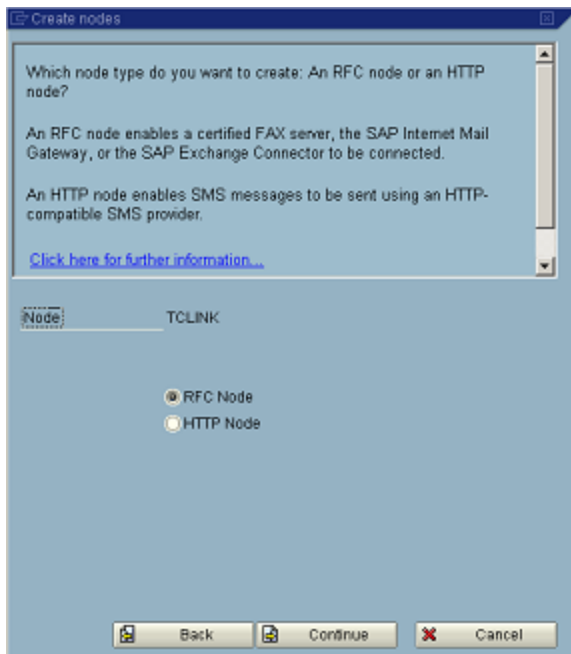 Create nodes
Which node type do you want to create: An RFC node or an HTTP
node?
An RFC node enables a certified FAX server, the SAP Internet Mail
Gateway, or the SAP Exchange Connector to be connected.
An HTTP node enables SMS messages to be sent using an HTTP-
compatible SMS provider.
Click here for further information...
Node TCLINK
RFC Node
HTTP Node
Back Continue Cancel